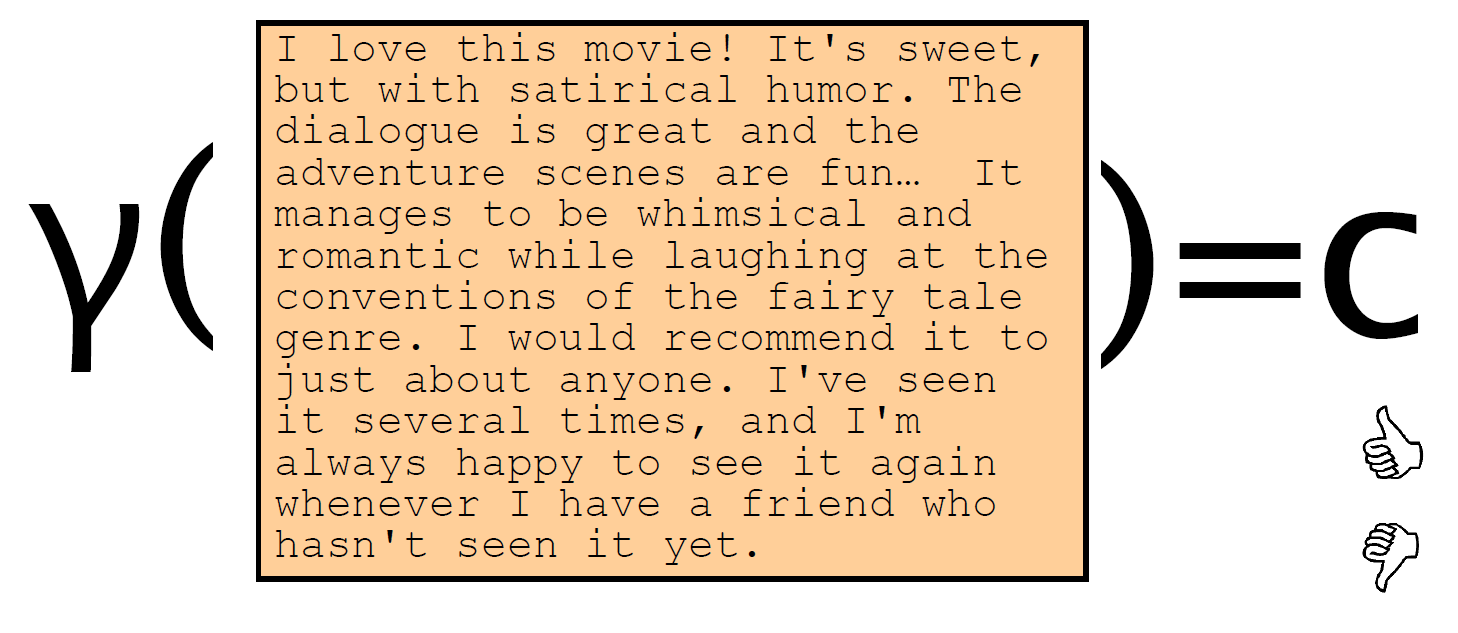 I love this movie! It's sweet,
but with satirical humor. The
dialogue is great and the
adventure scenes are fun… It
manages to be whimsical and
romantic while laughing at the
conventions of the fairy tale
genre. I would recommend it to
just about anyone. I've seen
it several times, and I'm
always happy to see it again
whenever I have a friend who
hasn't seen it yet.
γ( )=c